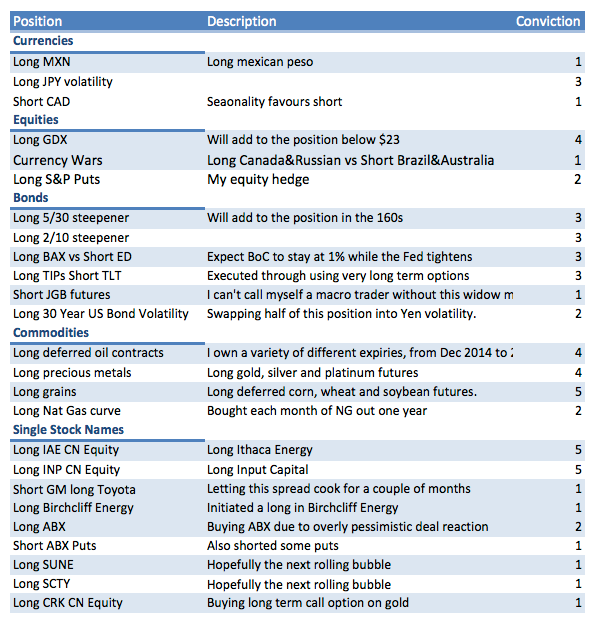 Position Description Conviction
Currencies
Long MXN Long mexican peso 1
Long JPY volatility 3
Short CAD Seaonality favours short 1
Equities
Long GDX Will add to the position below $23 4
Currency Wars Long Canada&Russian vs Short Brazil&Australia 1
Long S&P Puts My equity hedge 2
Bonds
Long 5/30 steepener Will add to the position in the 160s 3
Long 2/10 steepener 3
Long BAX vs Short ED Expect BoC to stay at 1% while the Fed tightens 3
Long TIPs Short TLT Executed through using very long term options 3
Short JGB futures I can't call myself a macro trader without this widow m 1
Long 30 Year US Bond Volatility Swapping half of this position into Yen volatility. 2
Commodities
Long deferred oil contracts I own a variety of different expiries, from Dec 2014 to 4
Long precious metals Long gold, silver and platinum futures 4
Long grains Long deferred corn, wheat and soybean futures. 5
Long Nat Gas curve Bought each month of NG out one year 2
Single Stock Names
Long IAE CN Equity Long Ithaca Energy 5
Long INP CN Equity Long Input Capital 5
Short GM long Toyota Letting this spread cook for a couple of months 1
Long Birchcliff Energy Initiated a long in Birchcliff Energy 1
Long ABX Buying ABX due to overly pessimistic deal reaction 2
Short ABX Puts Also shorted some puts 1
Long SUNE Hopefully the next rolling bubble 1
Long SCTY Hopefully the next rolling bubble 1
Long CRK CN Equity Buying long term call option on gold 1